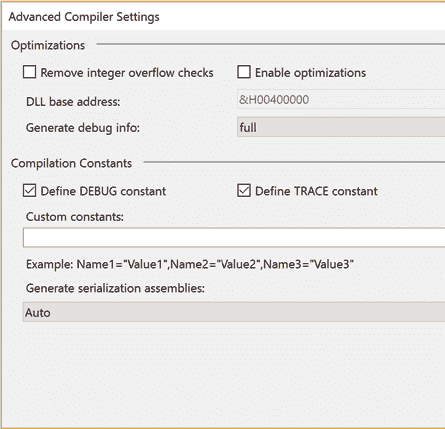 Advanced Compiler Settings
Optimizations
Remove integer overflow checks Enable optimizations
DLL base address: &H00400000
Generate debug info: full
Compilation Constants
Define DEBUG constant Define TRACE constant
Custom constants:
Example: Name1="Value1",Name2="Value2",Name3="Value3"
Generate serialization assemblies:
Auto